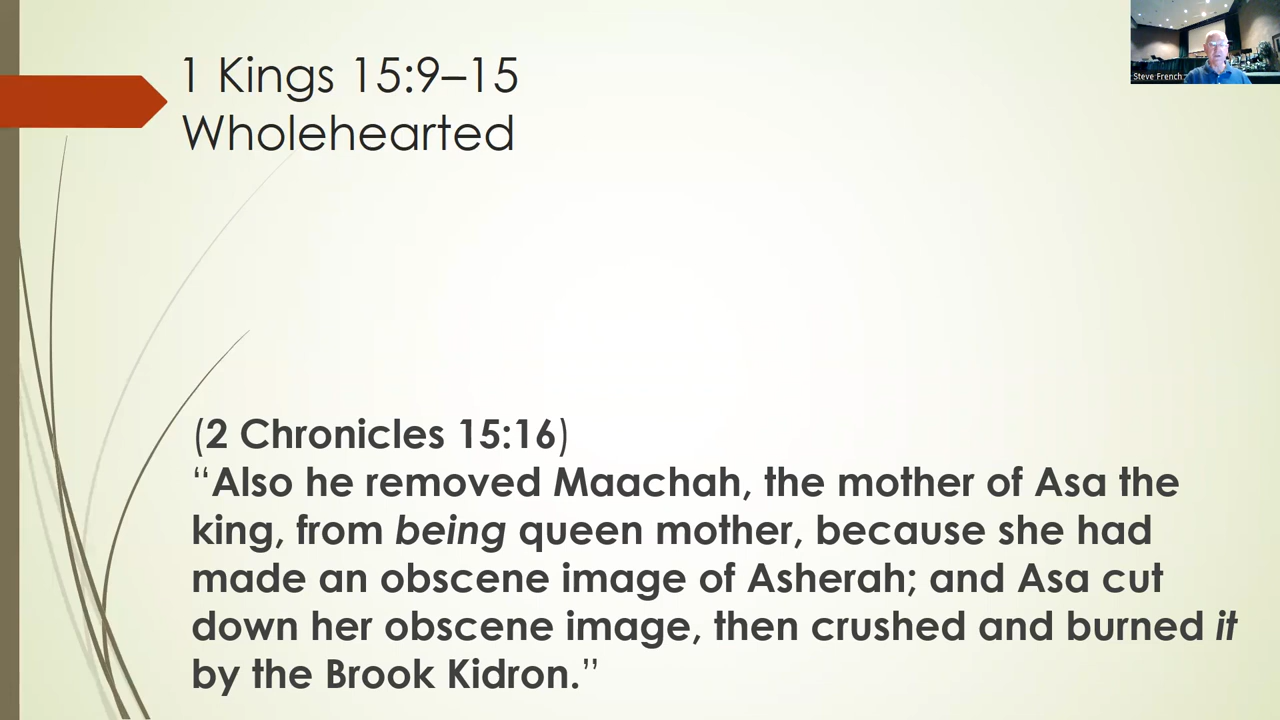 1 Kings 15:9–15
Wholehearted
Steve French
(2 Chronicles 15:16)
“Also he removed Maachah, the mother of Asa the
king, from being queen mother, because she had
made an obscene image of Asherah; and Asa cut
down her obscene image, then crushed and burned it
by the Brook Kidron.”